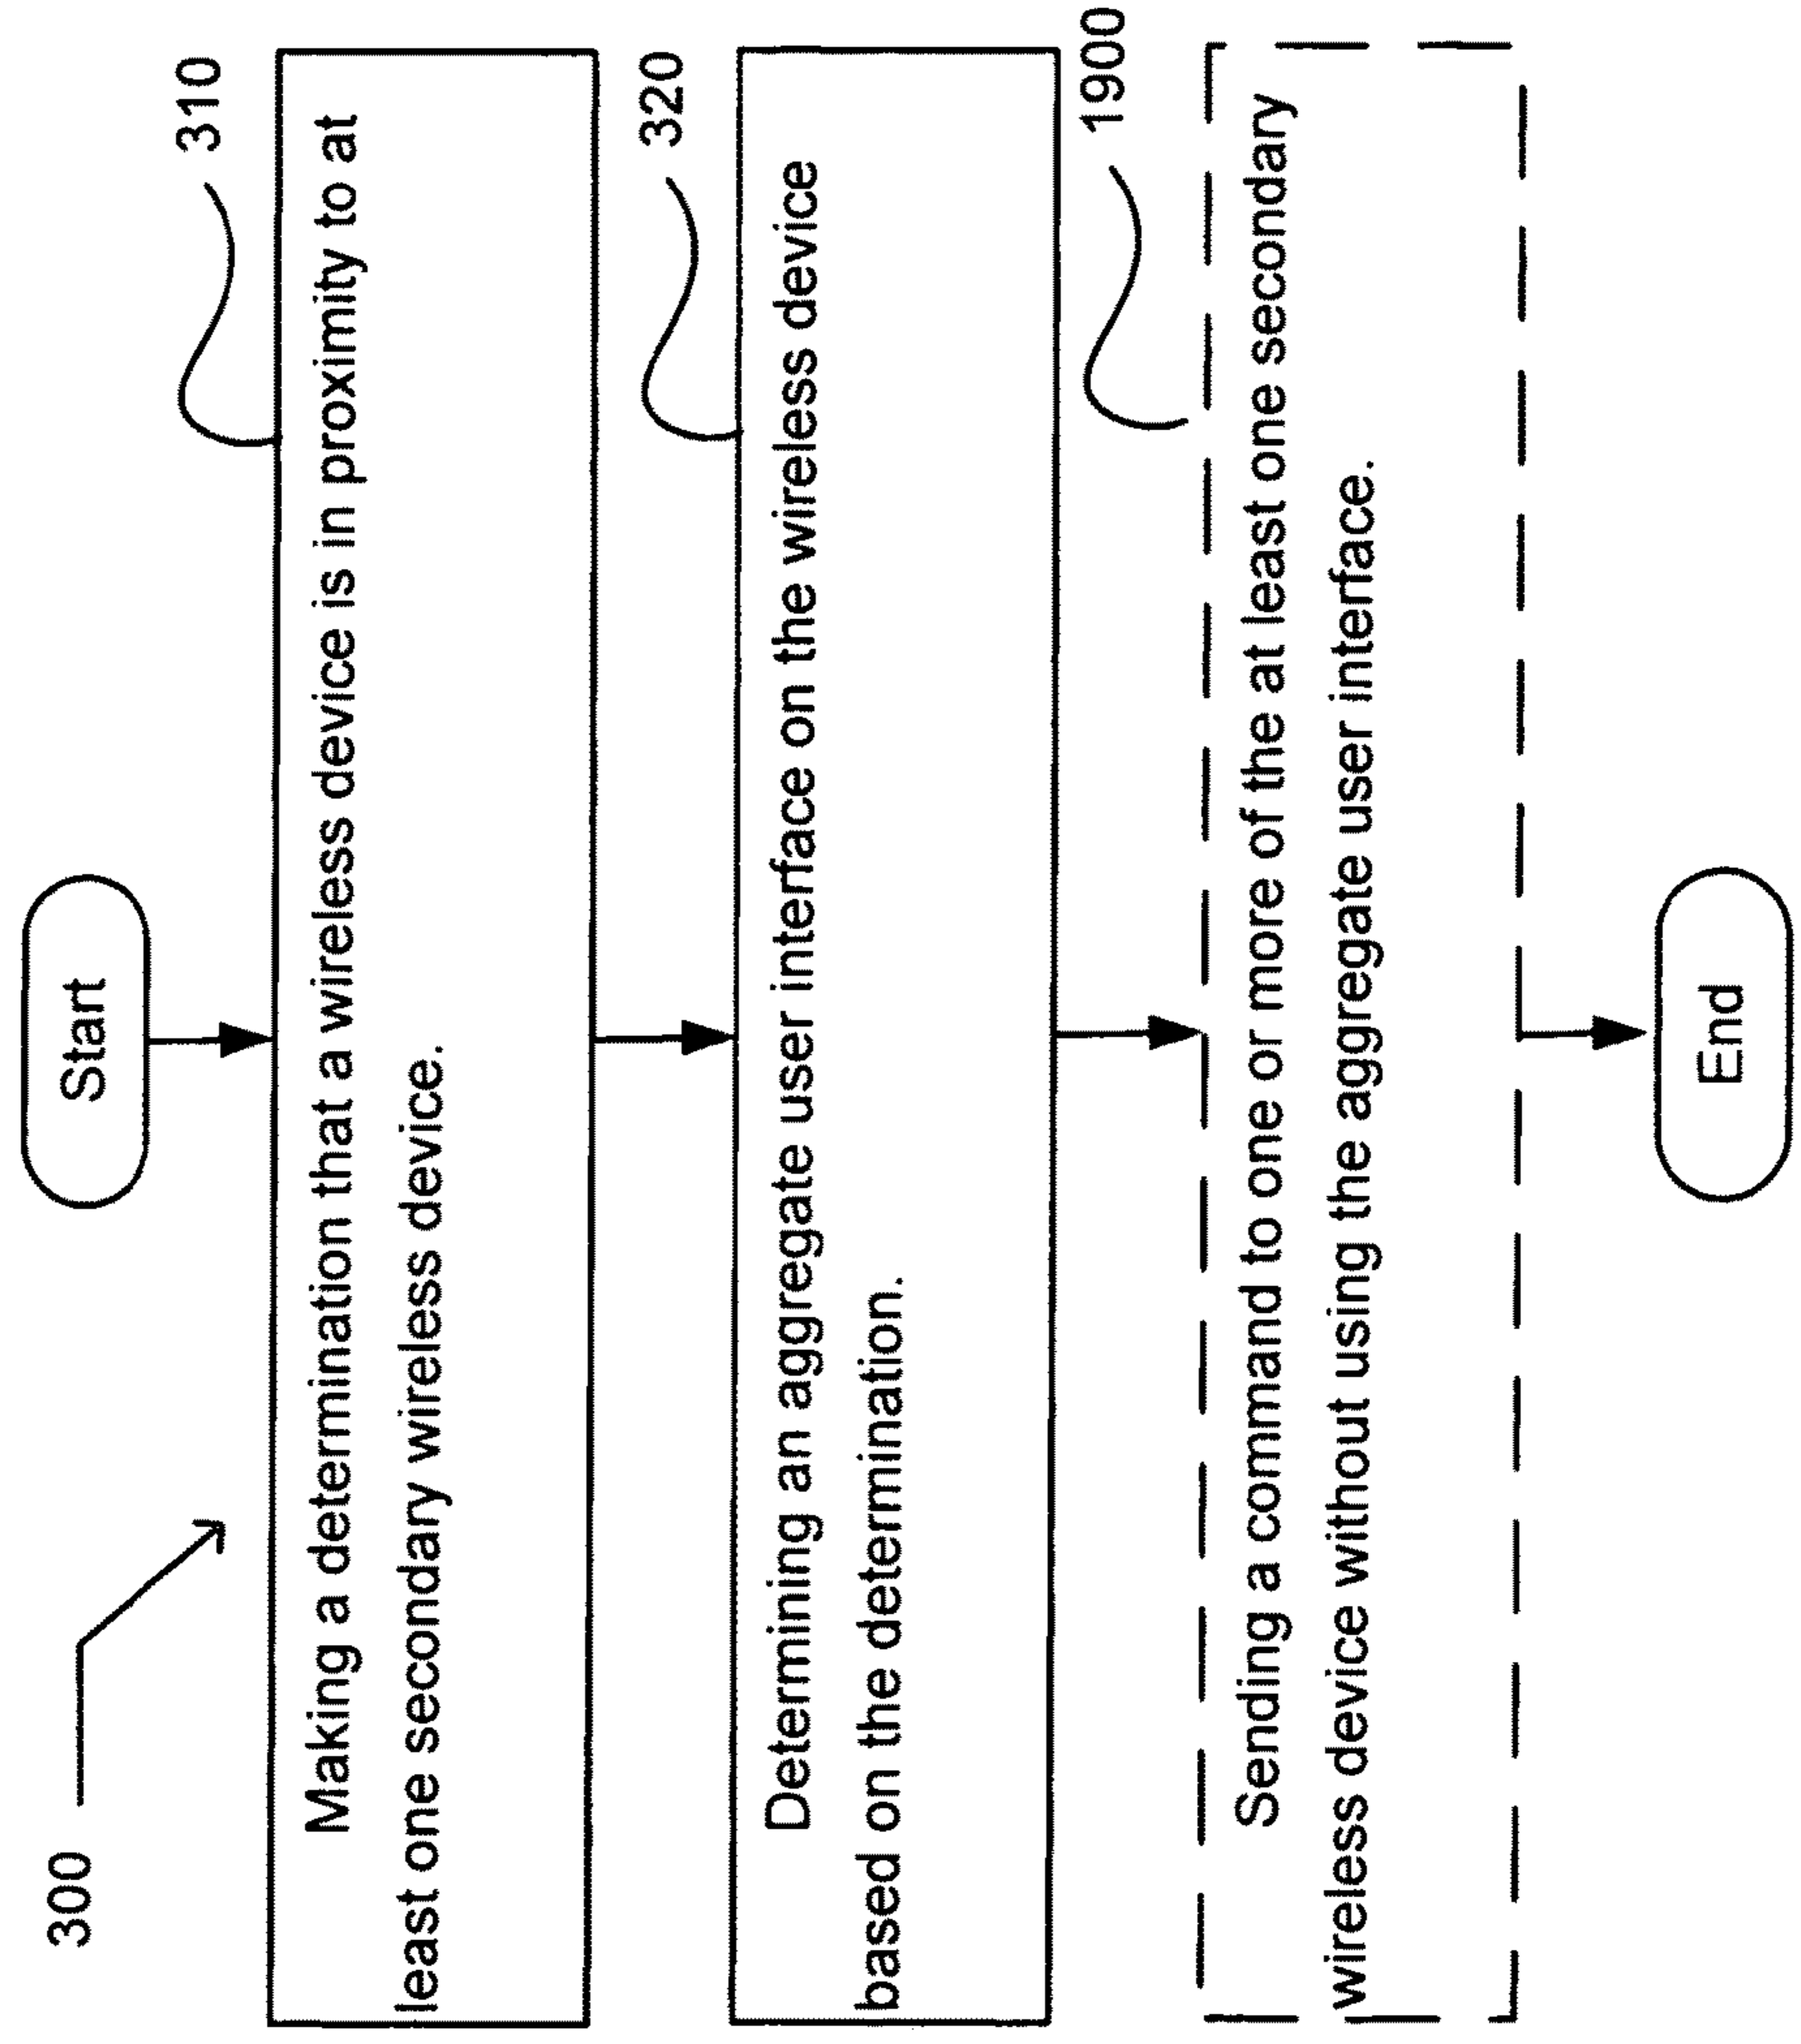 300
Start
310
Making a determination that a wireless device is in proximity to at
least one secondary wireless device.
320
Determining an aggregate user interface on the wireless device
based on the determination.
1900
Sending a command to one or more of the at least one secondary
wireless device without using the aggregate user interface.
End